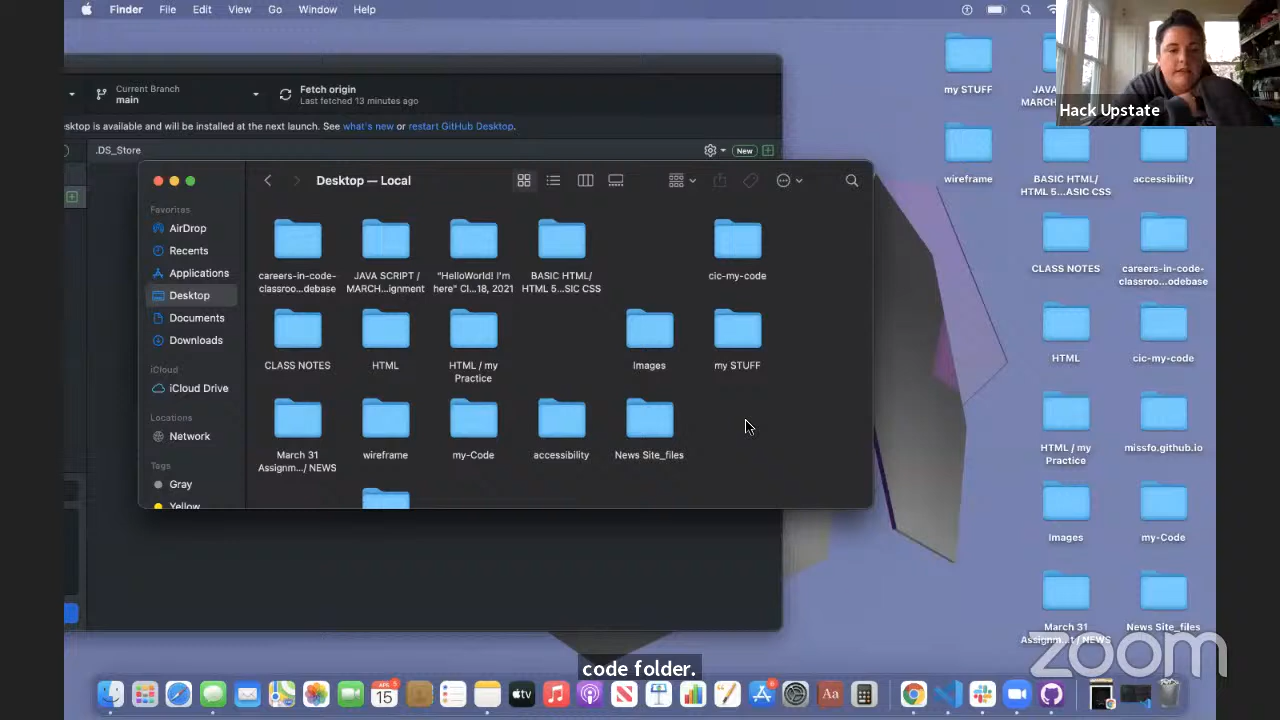 Finder File Edit View Go Window Help
my STUFF
Hack Upstate
Current Branch
main
Fetch origin
Last fetched 13 minutes ago
esktop is available and will be installed at the next launch. See what's new or restart GitHub Desktop.
.DS_Store
New
wireframe
BASIC HTML/
HTML 5...ASIC CSS
accessibility
Desktop — Local
Favorites
AirDrop
Recents
Applications
Desktop
Documents
Downloads
iCloud
iCloud Drive
Locations
Network
Tags
Gray
Yellow
careers-in-code-
classroo...debase
JAVA SCRIPT /
MARCH...ignment
"HelloWorld! I'm
here" Cl...18, 2021
BASIC HTML/
HTML 5...SIC CSS
cic-my-code
CLASS NOTES
HTML
HTML / my
Practice
Images
my STUFF
March 31
Assignm.../ NEWS
wireframe
my-Code
accessibility
News Site_files
CLASS NOTES
careers-in-code-
classroo...odebase
HTML
cic-my-code
HTML / my
Practice
missfo.github.io
Images
my-Code
March 31
Assignm...t / NEWS
News Site_files
code folder.
zoom
APR
15
tv
Aa